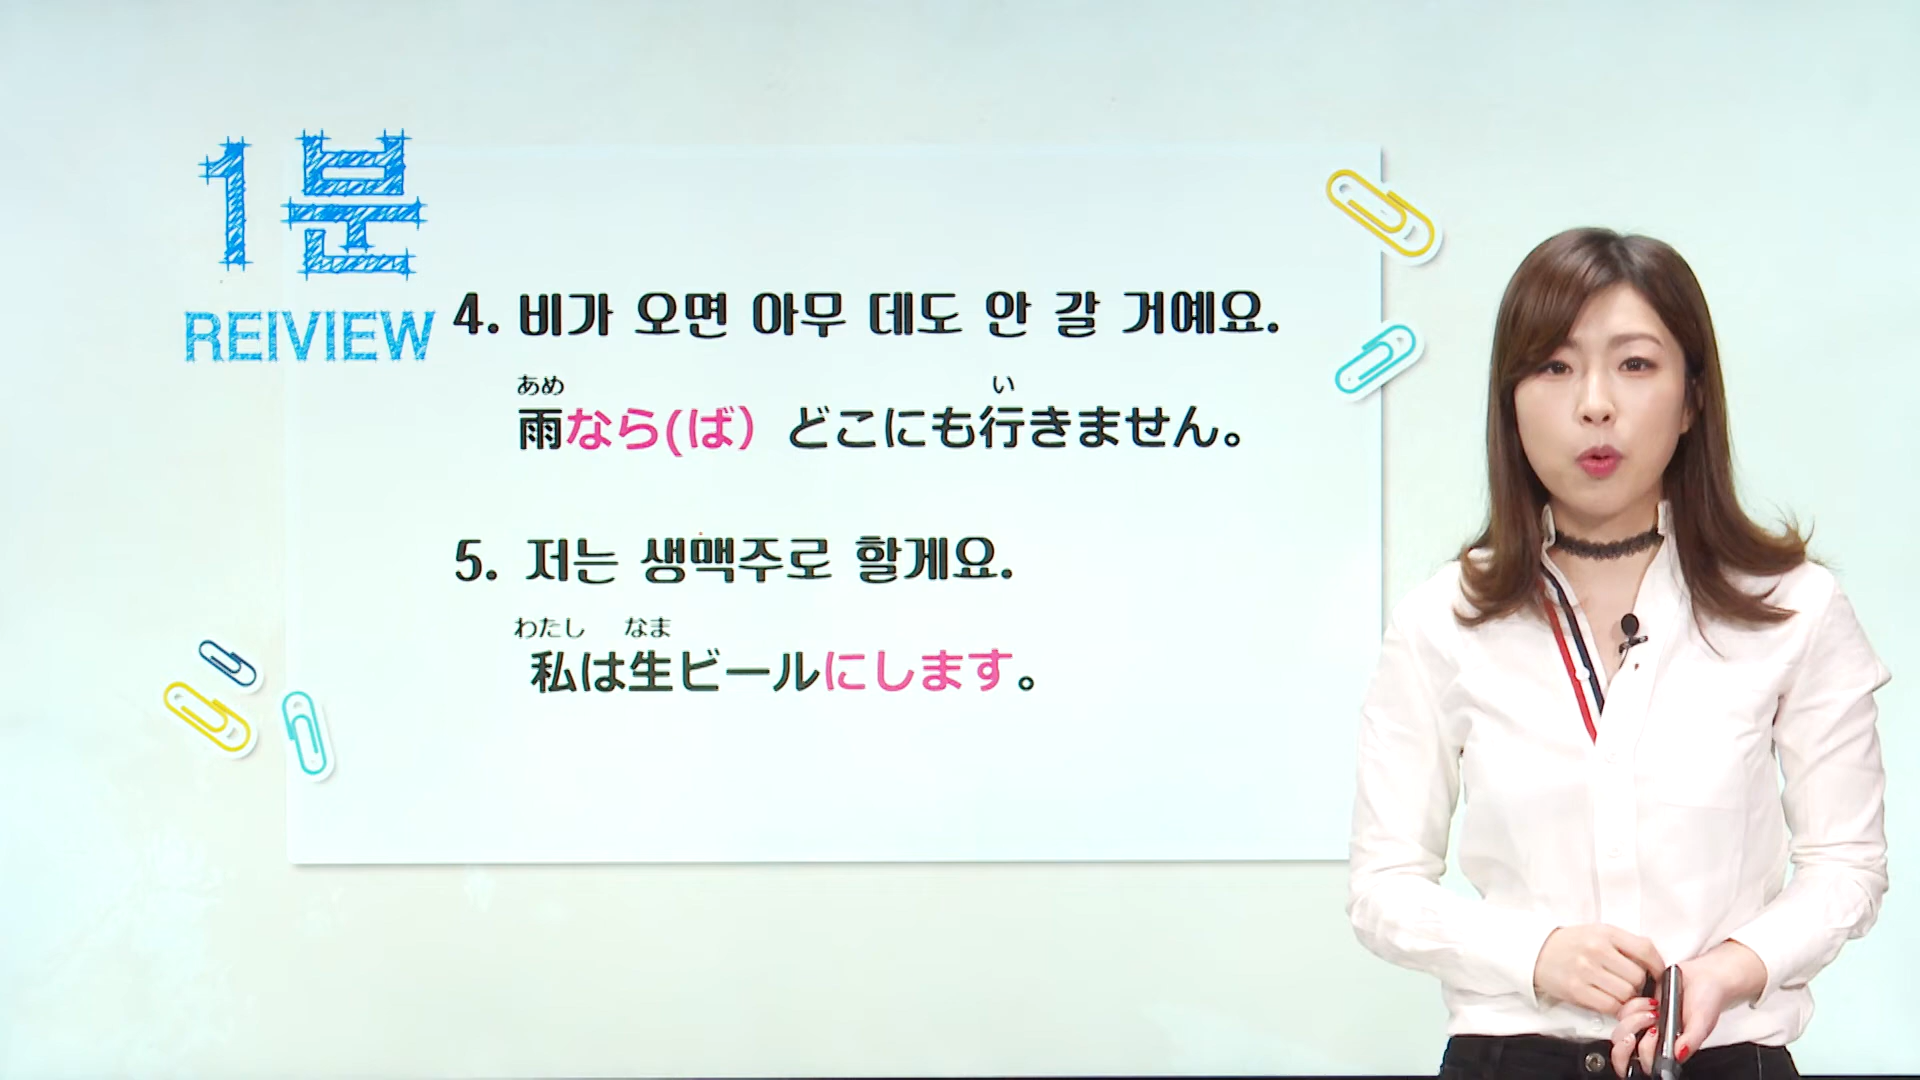 1분
REIVIEW
4. 비가 오면 아무 데도 안 갈 거예요.
あめ い
雨なら(ば） どこにも行きません。
5. 저는 생맥주로 할게요.
わたし なま
私は生ビールにします。